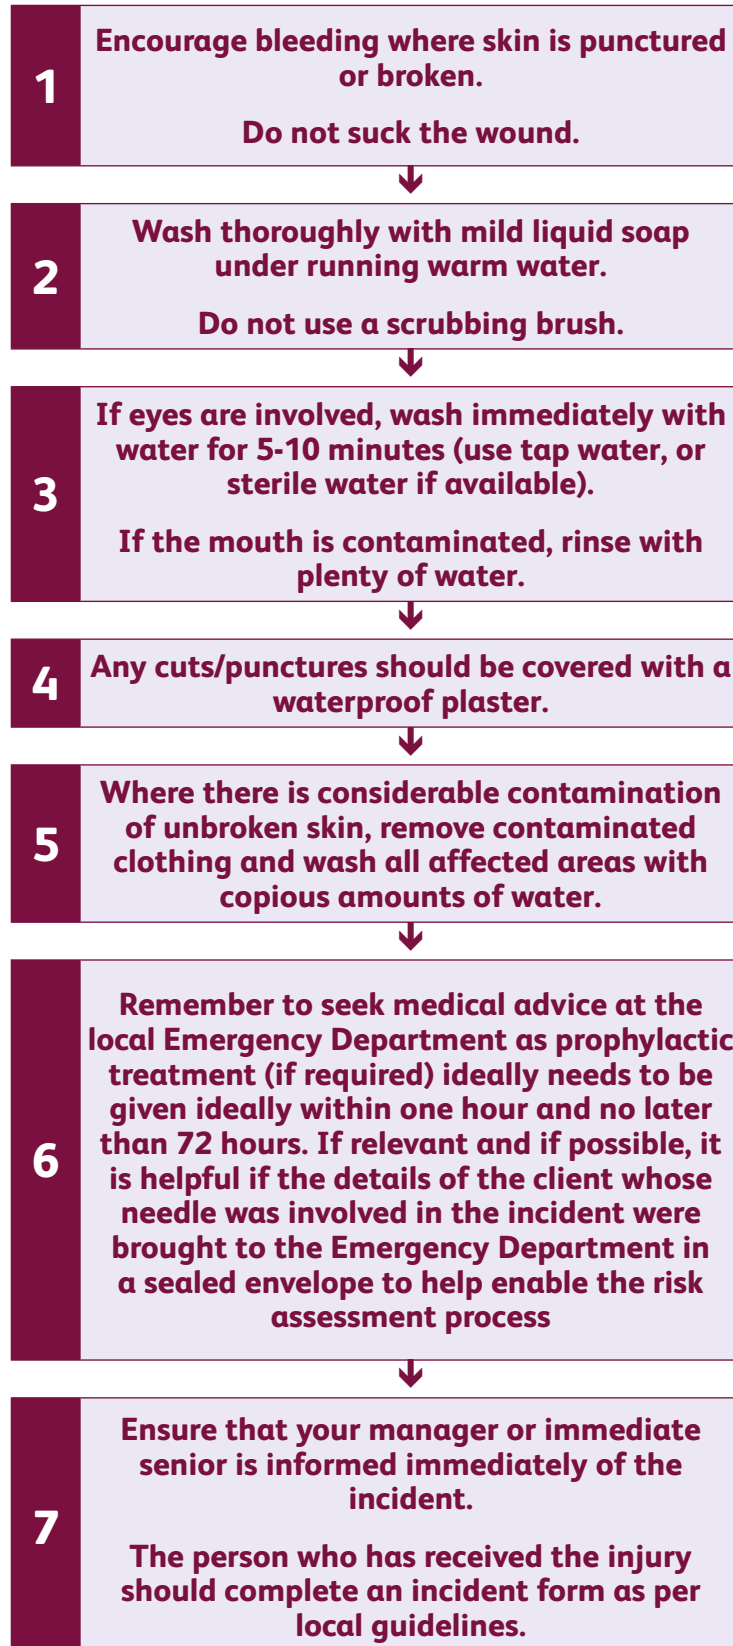 1
Encourage bleeding where skin is punctured
or broken.
Do not suck the wound.
2
Wash thoroughly with mild liquid soap
under running warm water.
Do not use a scrubbing brush.
3
If eyes are involved, wash immediately with
water for 5-10 minutes (use tap water, or
sterile water if available).
If the mouth is contaminated, rinse with
plenty of water.
4
Any cuts/punctures should be covered with a
waterproof plaster.
5
Where there is considerable contamination
of unbroken skin, remove contaminated
clothing and wash all affected areas with
copious amounts of water.
6
Remember to seek medical advice at the
local Emergency Department as prophylactic
treatment (if required) ideally needs to be
given ideally within one hour and no later
than 72 hours. If relevant and if possible, it
is helpful if the details of the client whose
needle was involved in the incident were
brought to the Emergency Department in
a sealed envelope to help enable the risk
assessment process
7
Ensure that your manager or immediate
senior is informed immediately of the
incident.
The person who has received the injury
should complete an incident form as per
local guidelines.